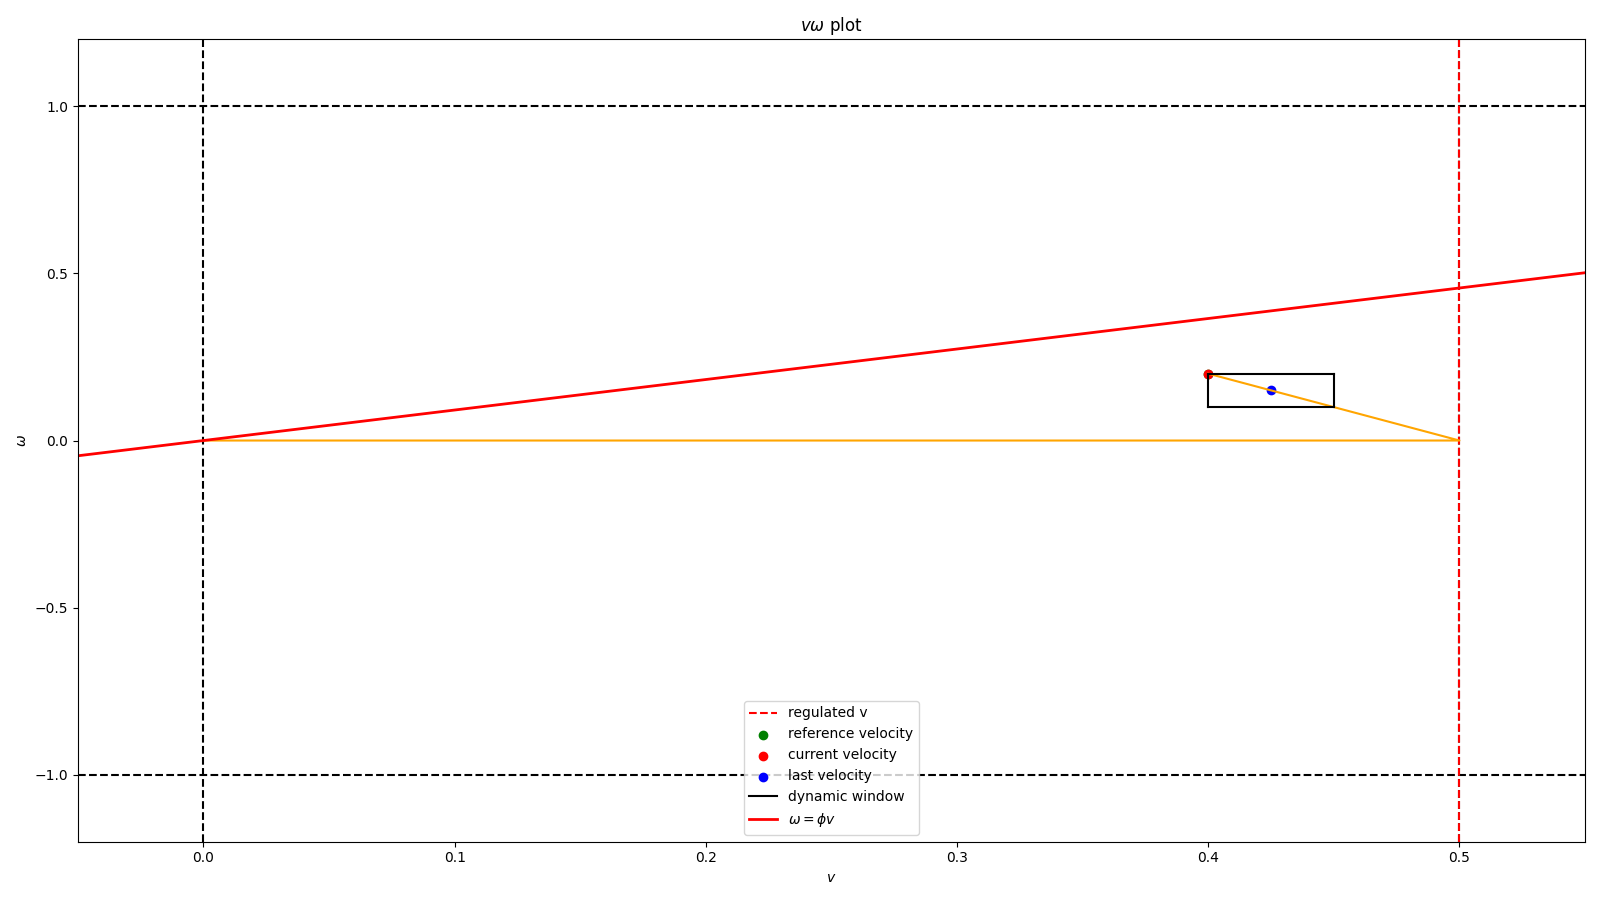 vω plot
1.0
0.5
0.0
−0.5
−1.0
ω
regulated v
reference velocity
current velocity
last velocity
dynamic window
ω = ϕv
0.0
0.1
0.2
0.3
0.4
0.5
v